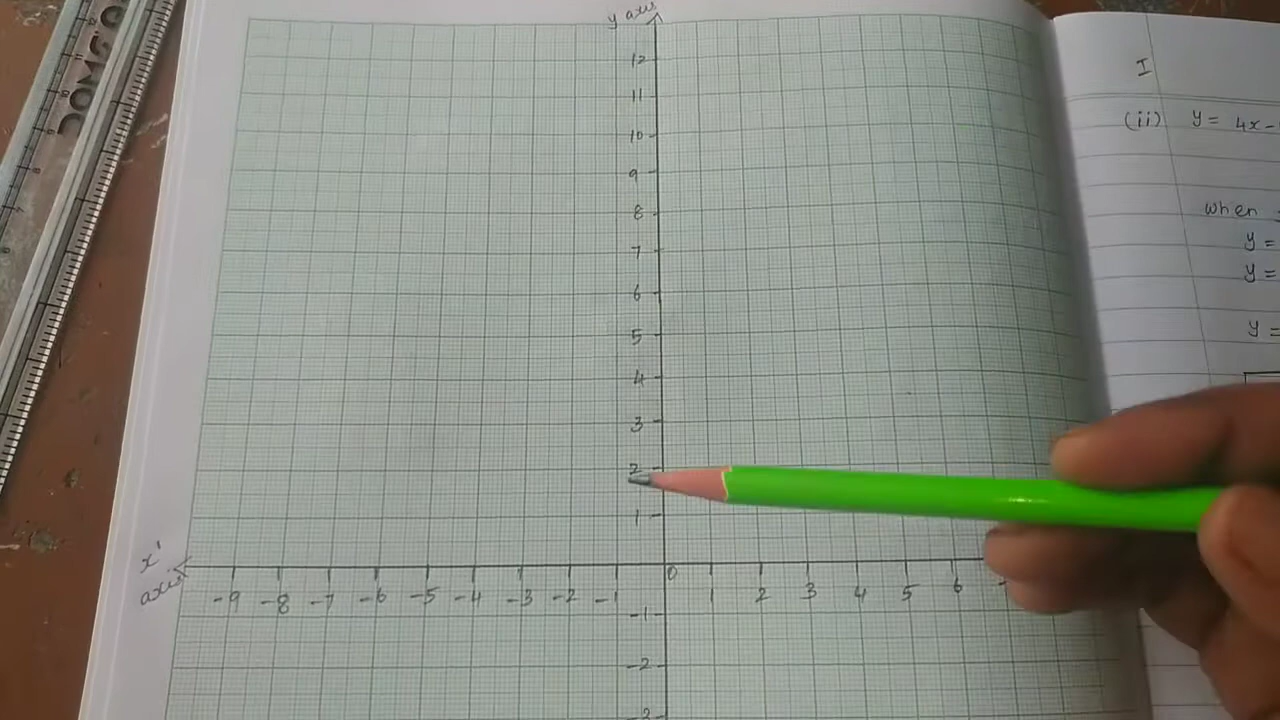 y axis
12
11
10
9
8
7
6
5
4
3
2
1
x'
axis
-9 -8 -7 -6 -5 -4 -3 -2 -1 0 1 2 3 4 5 6
-1
-2
I
(ii) y = 4x-
when
y =
y =
y =
DOMS